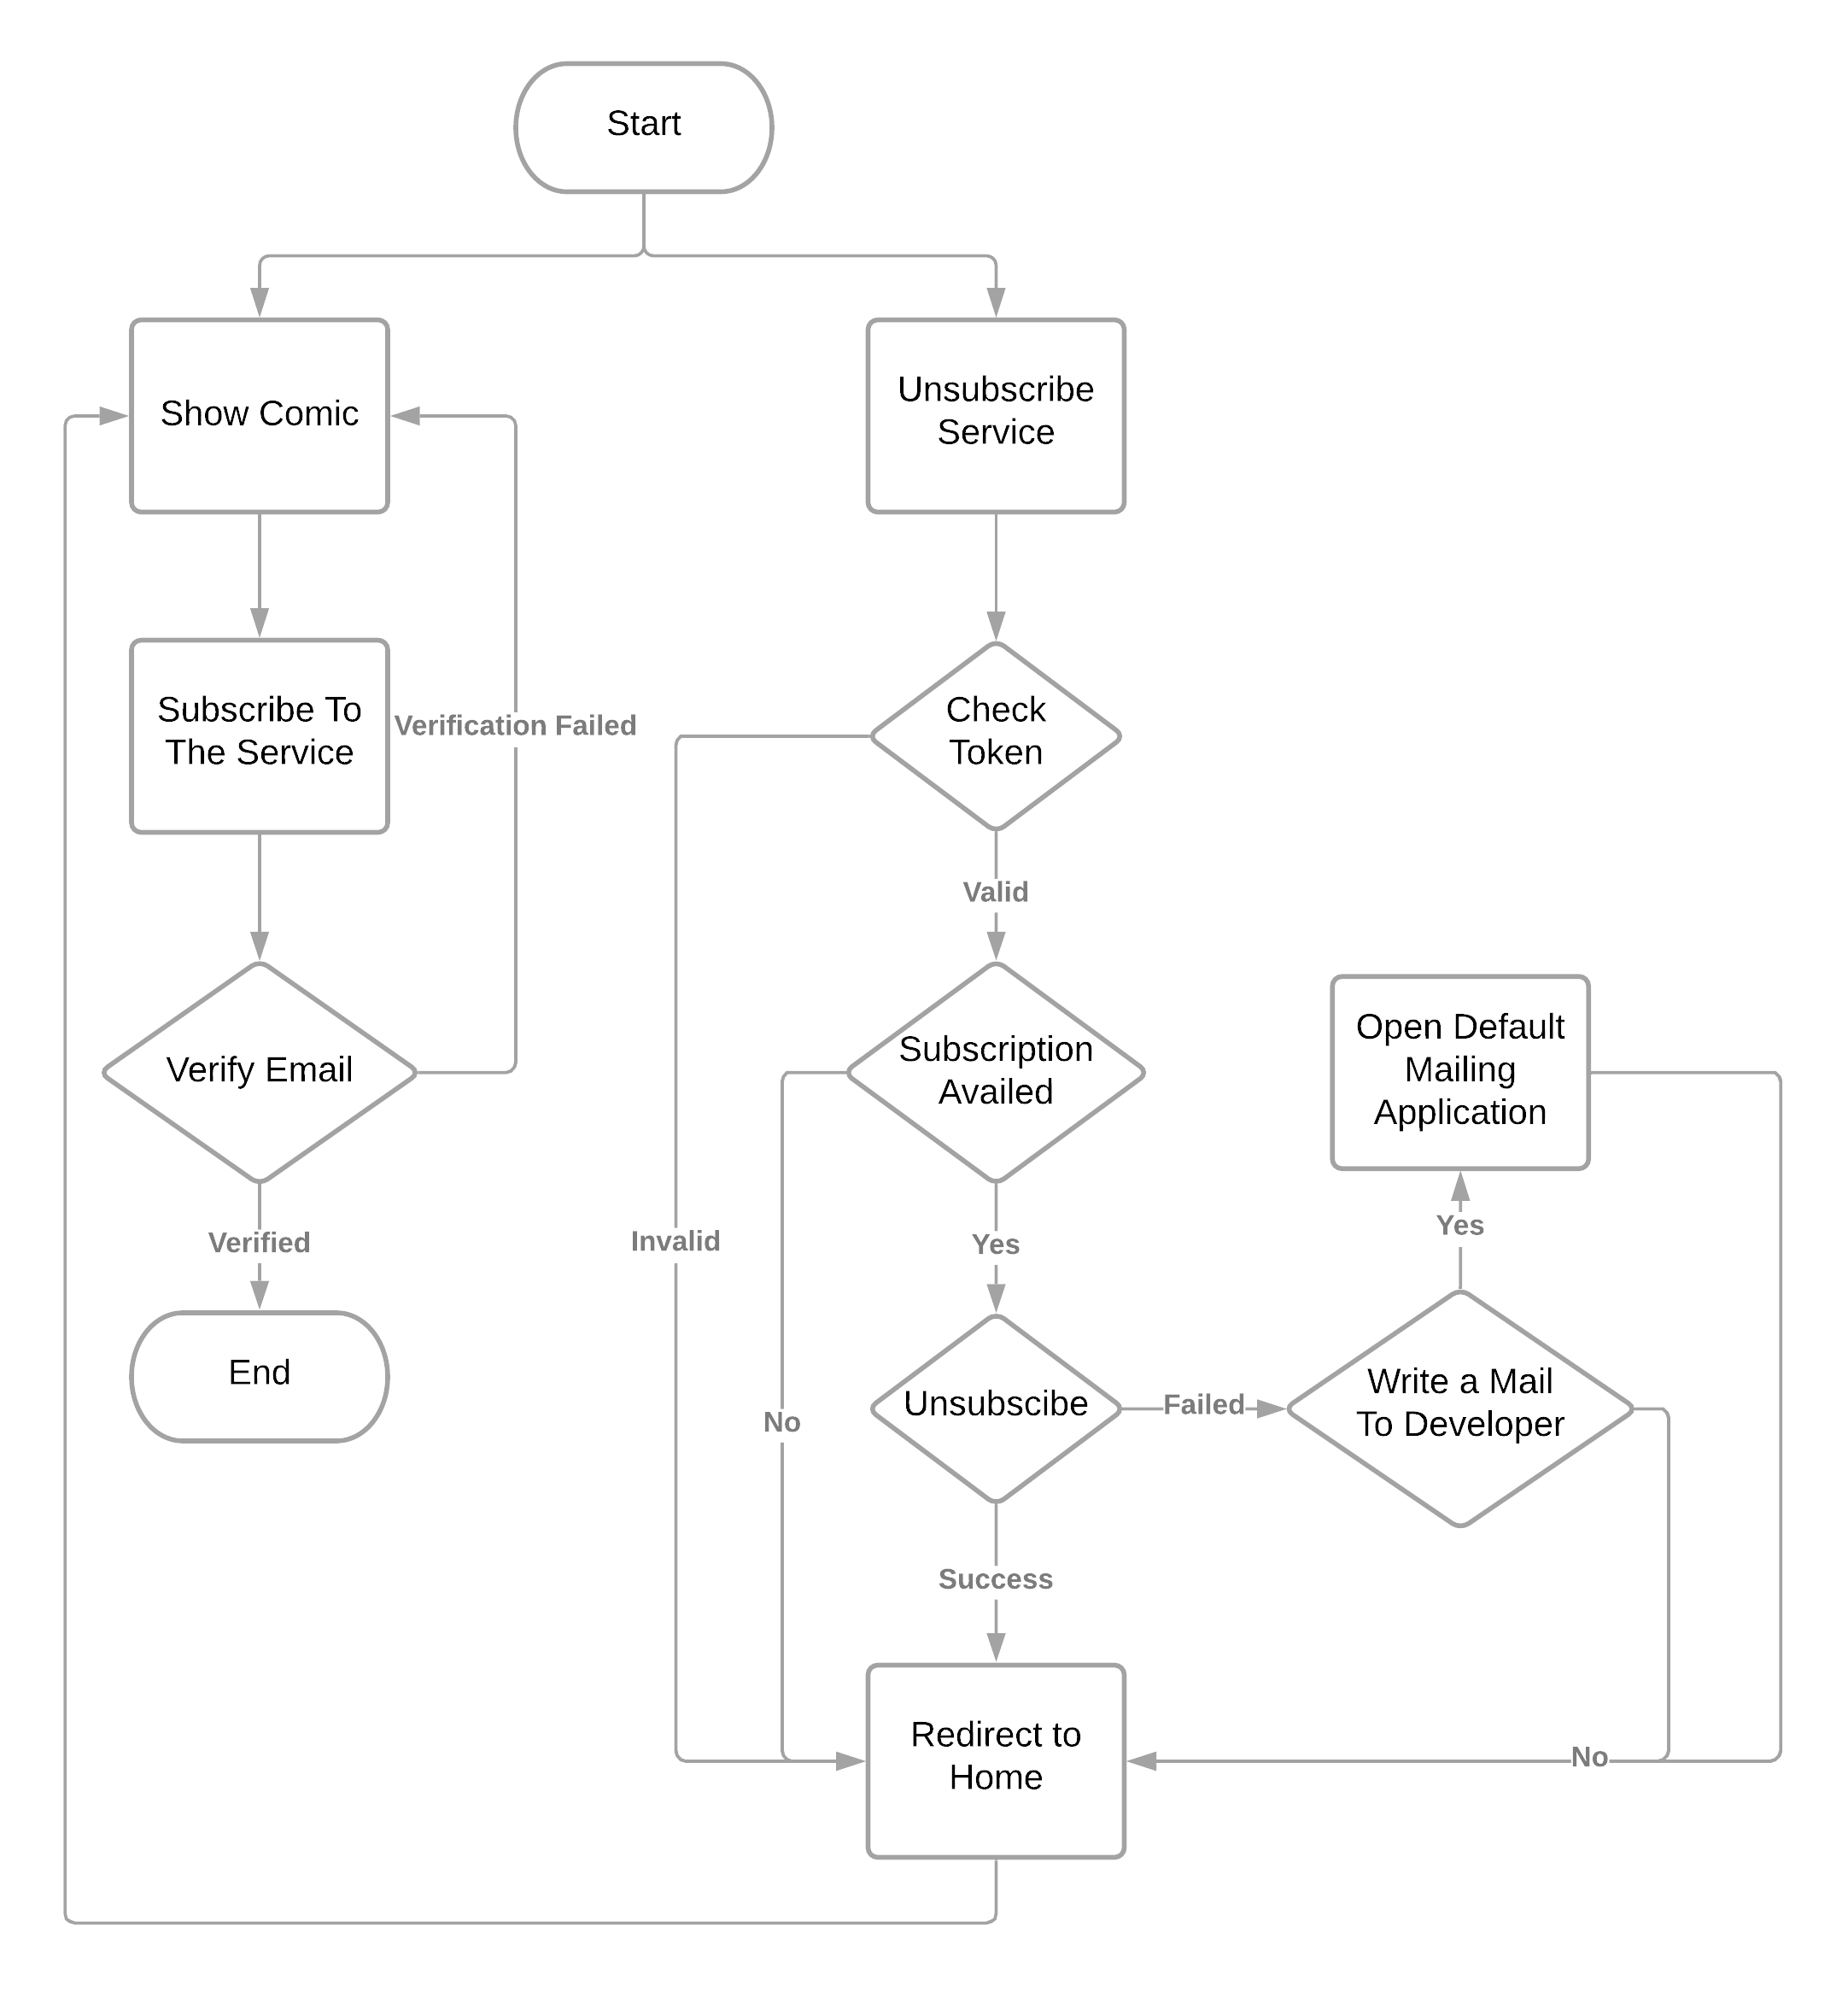 Start
Show Comic
Unsubscribe
Service
Subscribe To
The Service
Verification Failed
Check
Token
Valid
Verify Email
Subscription
Availed
Open Default
Mailing
Application
Verified
Invalid
Yes
Yes
End
No
Unsubscibe
Failed
Write a Mail
To Developer
Success
Redirect to
Home
No